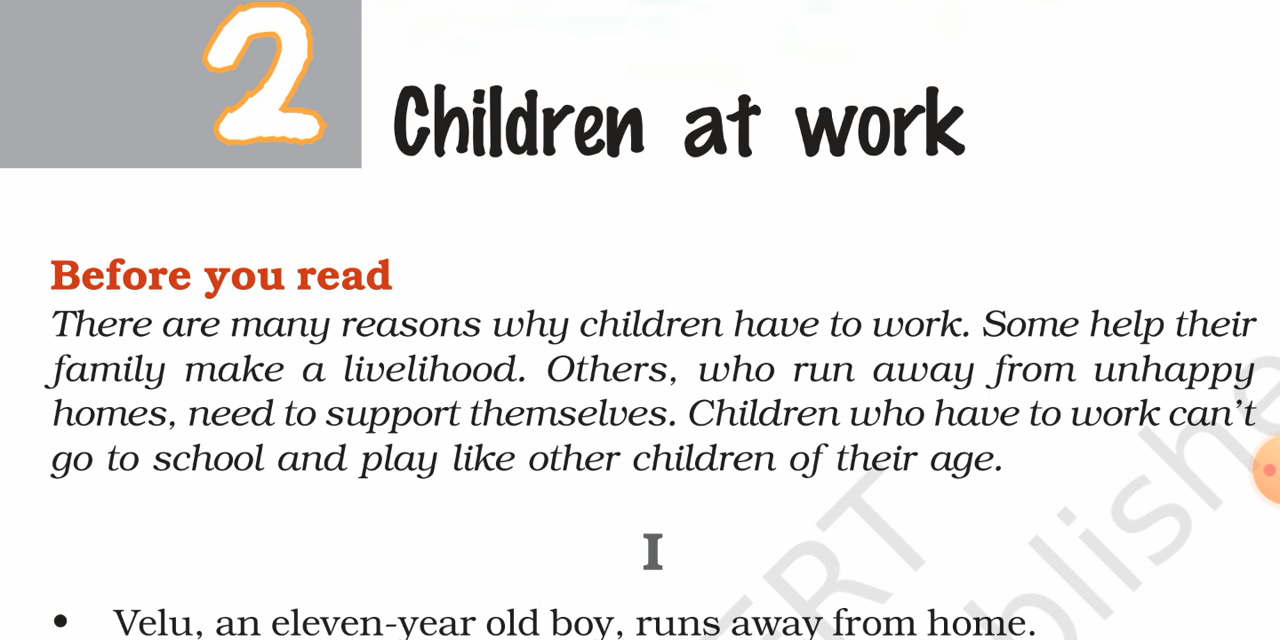 2
Children at work
Before you read
There are many reasons why children have to work. Some help their
family make a livelihood. Others, who run away from unhappy
homes, need to support themselves. Children who have to work can't
go to school and play like other children of their age.
I
• Velu, an eleven-year old boy, runs away from home.